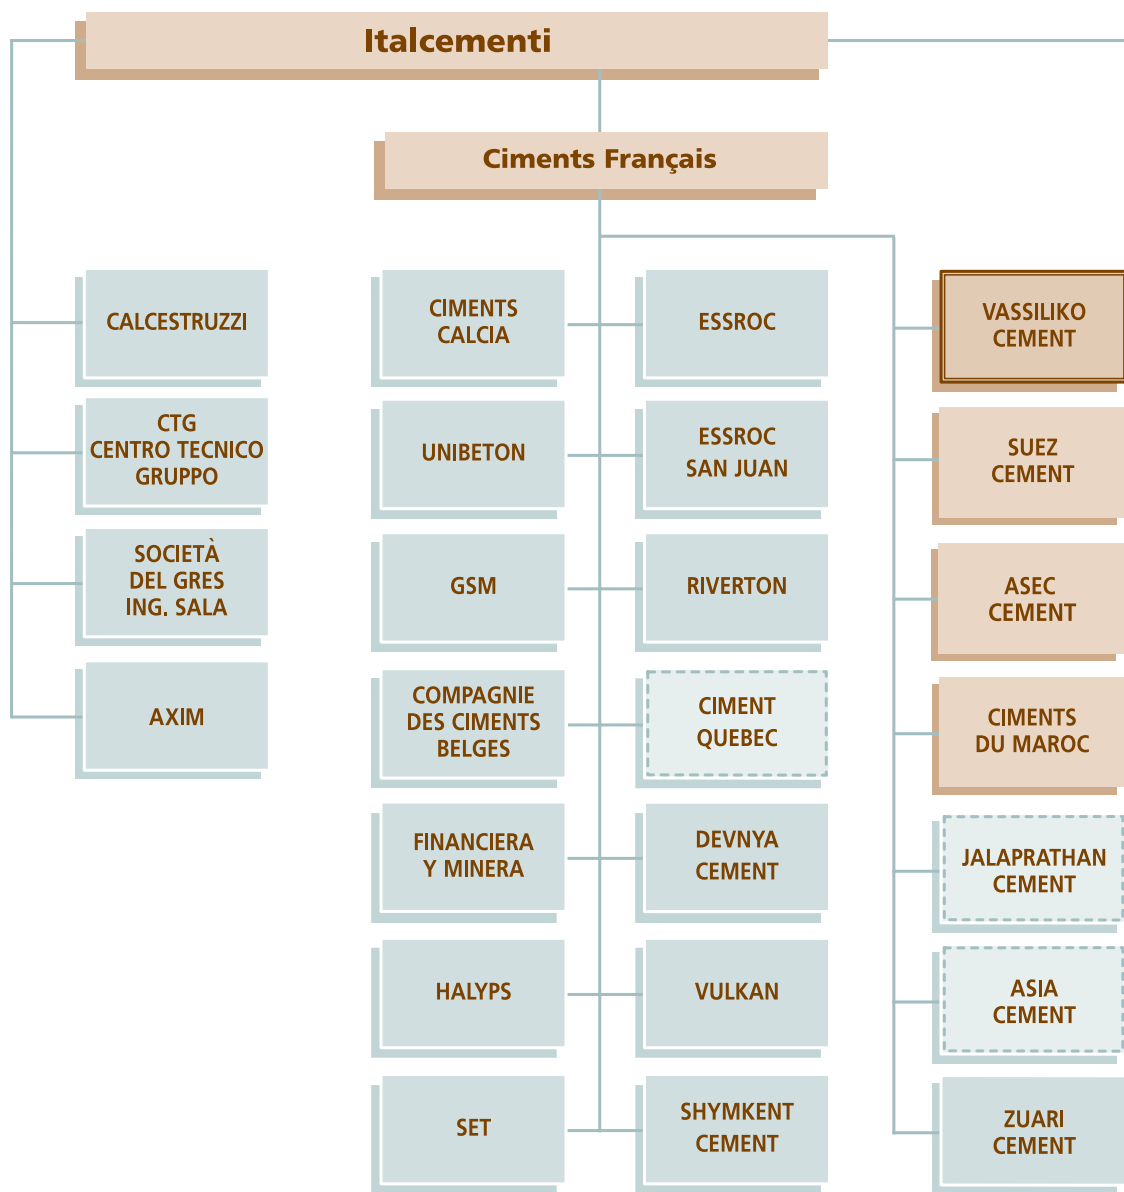 Italcementi
Ciments Français
CALCESTRUZZI
CTG
CENTRO TECNICO
GRUPPO
SOCIETÀ
DEL GRES
ING. SALA
AXIM
CIMENTS
CALCIA
UNIBETON
GSM
COMPAGNIE
DES CIMENTS
BELGES
FINANCIERA
Y MINERA
HALYPS
SET
ESSROC
ESSROC
SAN JUAN
RIVERTON
CIMENT
QUEBEC
DEVNYA
CEMENT
VULKAN
SHYMKENT
CEMENT
VASSILIKO
CEMENT
SUEZ
CEMENT
ASEC
CEMENT
CIMENTS
DU MAROC
JALAPRATHAN
CEMENT
ASIA
CEMENT
ZUARI
CEMENT